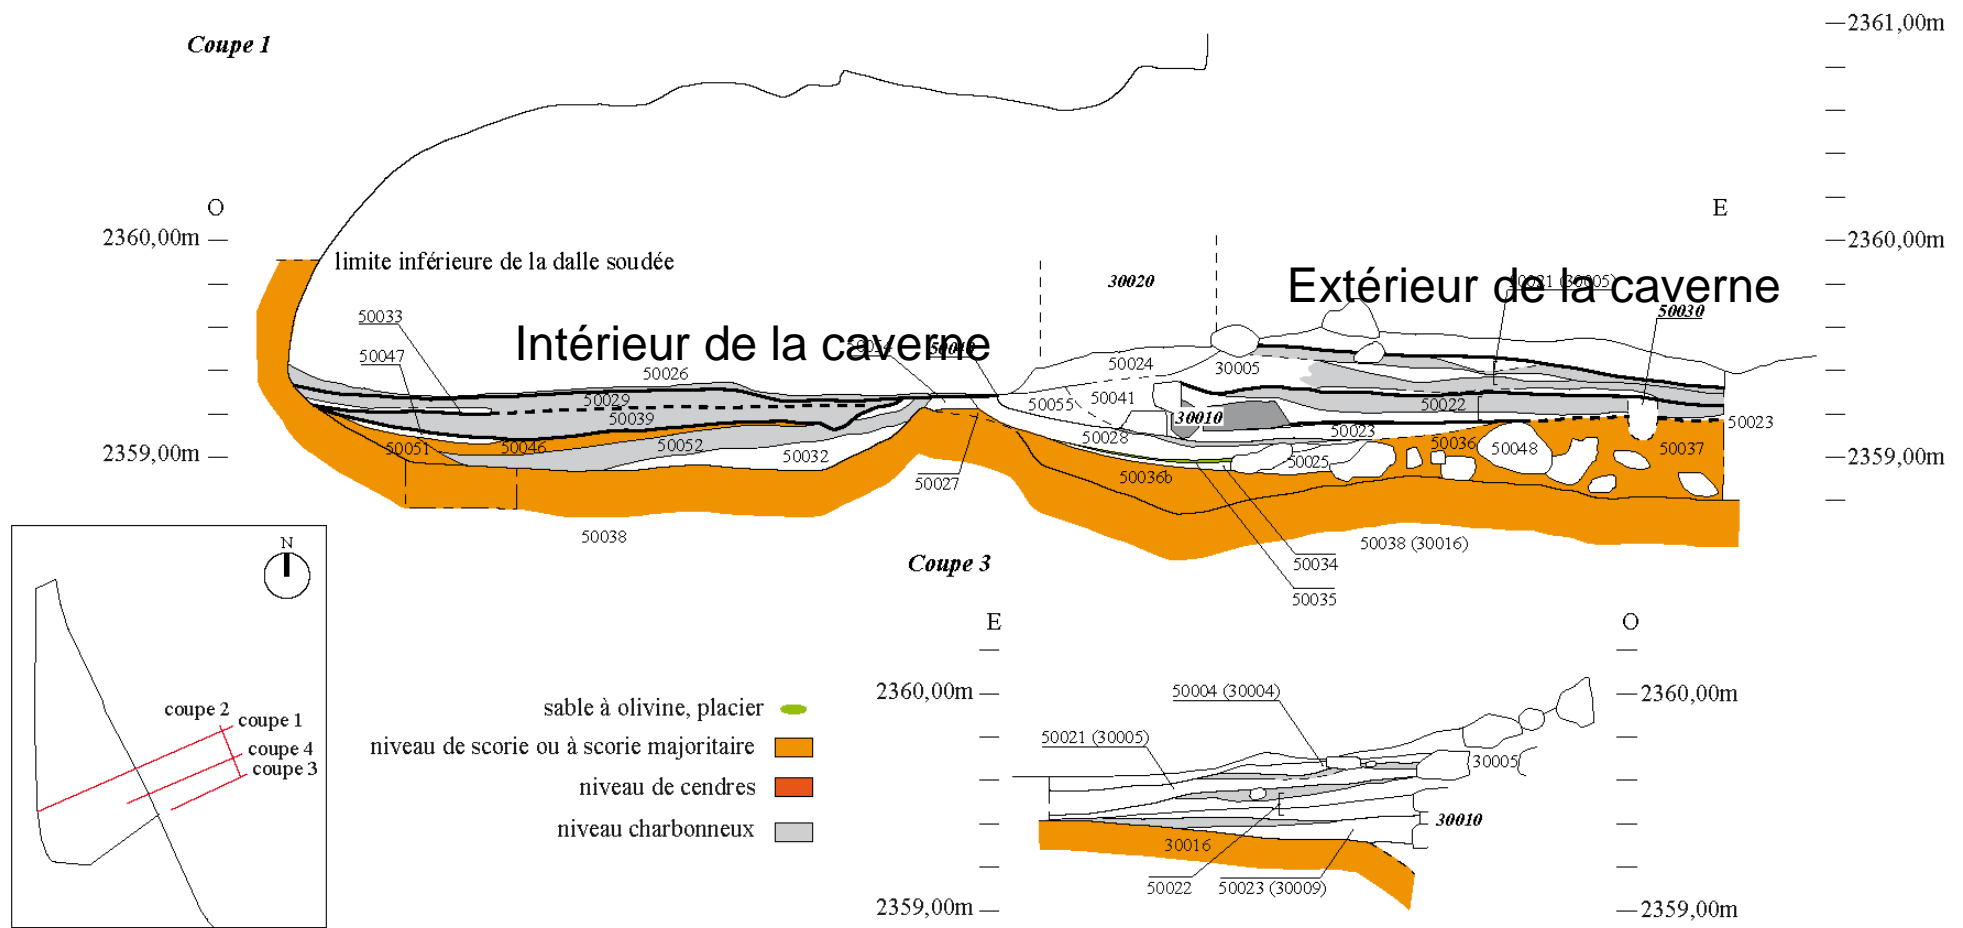 2361,00m
Coupe 1
O
E
2360,00m
2360,00m
limite inférieure de la dalle soudée
30020
Extérieur de la caverne
50021 (30005)
50033
50030
Intérieur de la caverne
50047
50024
30005
50026
50029
50055
50041
50022
50039
30010
50023
50023
50028
50051
50046
50052
50036
50048
50037
2359,00m
50032
50025
2359,00m
50027
50036b
50038
50038 (30016)
50034
50035
Coupe 3
N
E
O
coupe 2
coupe 1
coupe 4
coupe 3
2360,00m
50004 (30004)
2360,00m
sable à olivine, placier
50021 (30005)
niveau de scorie ou à scorie majoritaire
30005
niveau de cendres
niveau charbonneux
30010
30016
50022
50023 (30009)
2359,00m
2359,00m